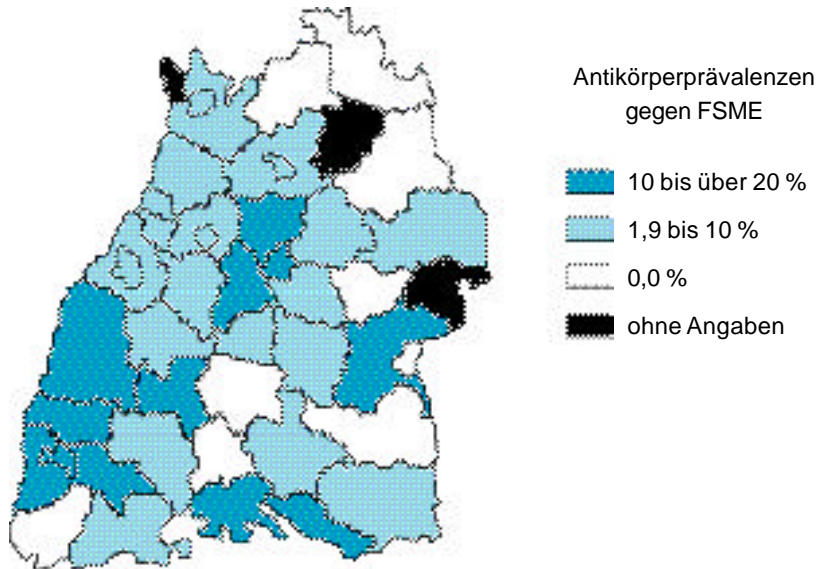 Antikörperprävalenzen
gegen FSME
10 bis über 20 %
1,9 bis 10 %
0,0 %
ohne Angaben